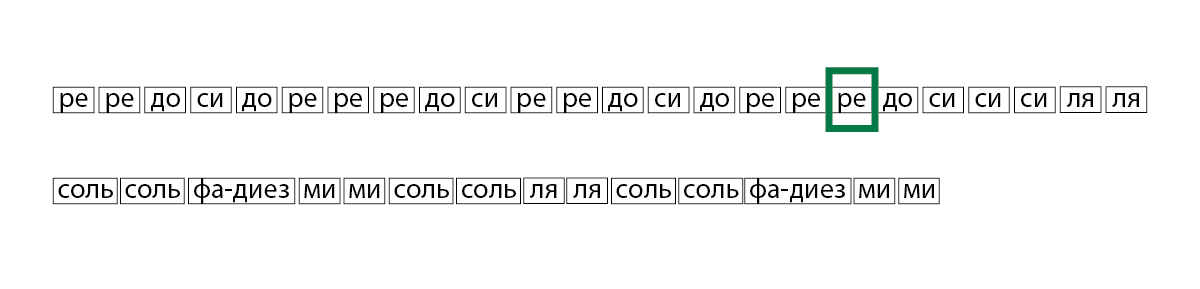 ре ре до си до ре ре ре до си ре ре до си до ре ре ре до си си си ля ля
соль соль фа-диез ми ми соль соль ля ля соль соль фа-диез ми ми